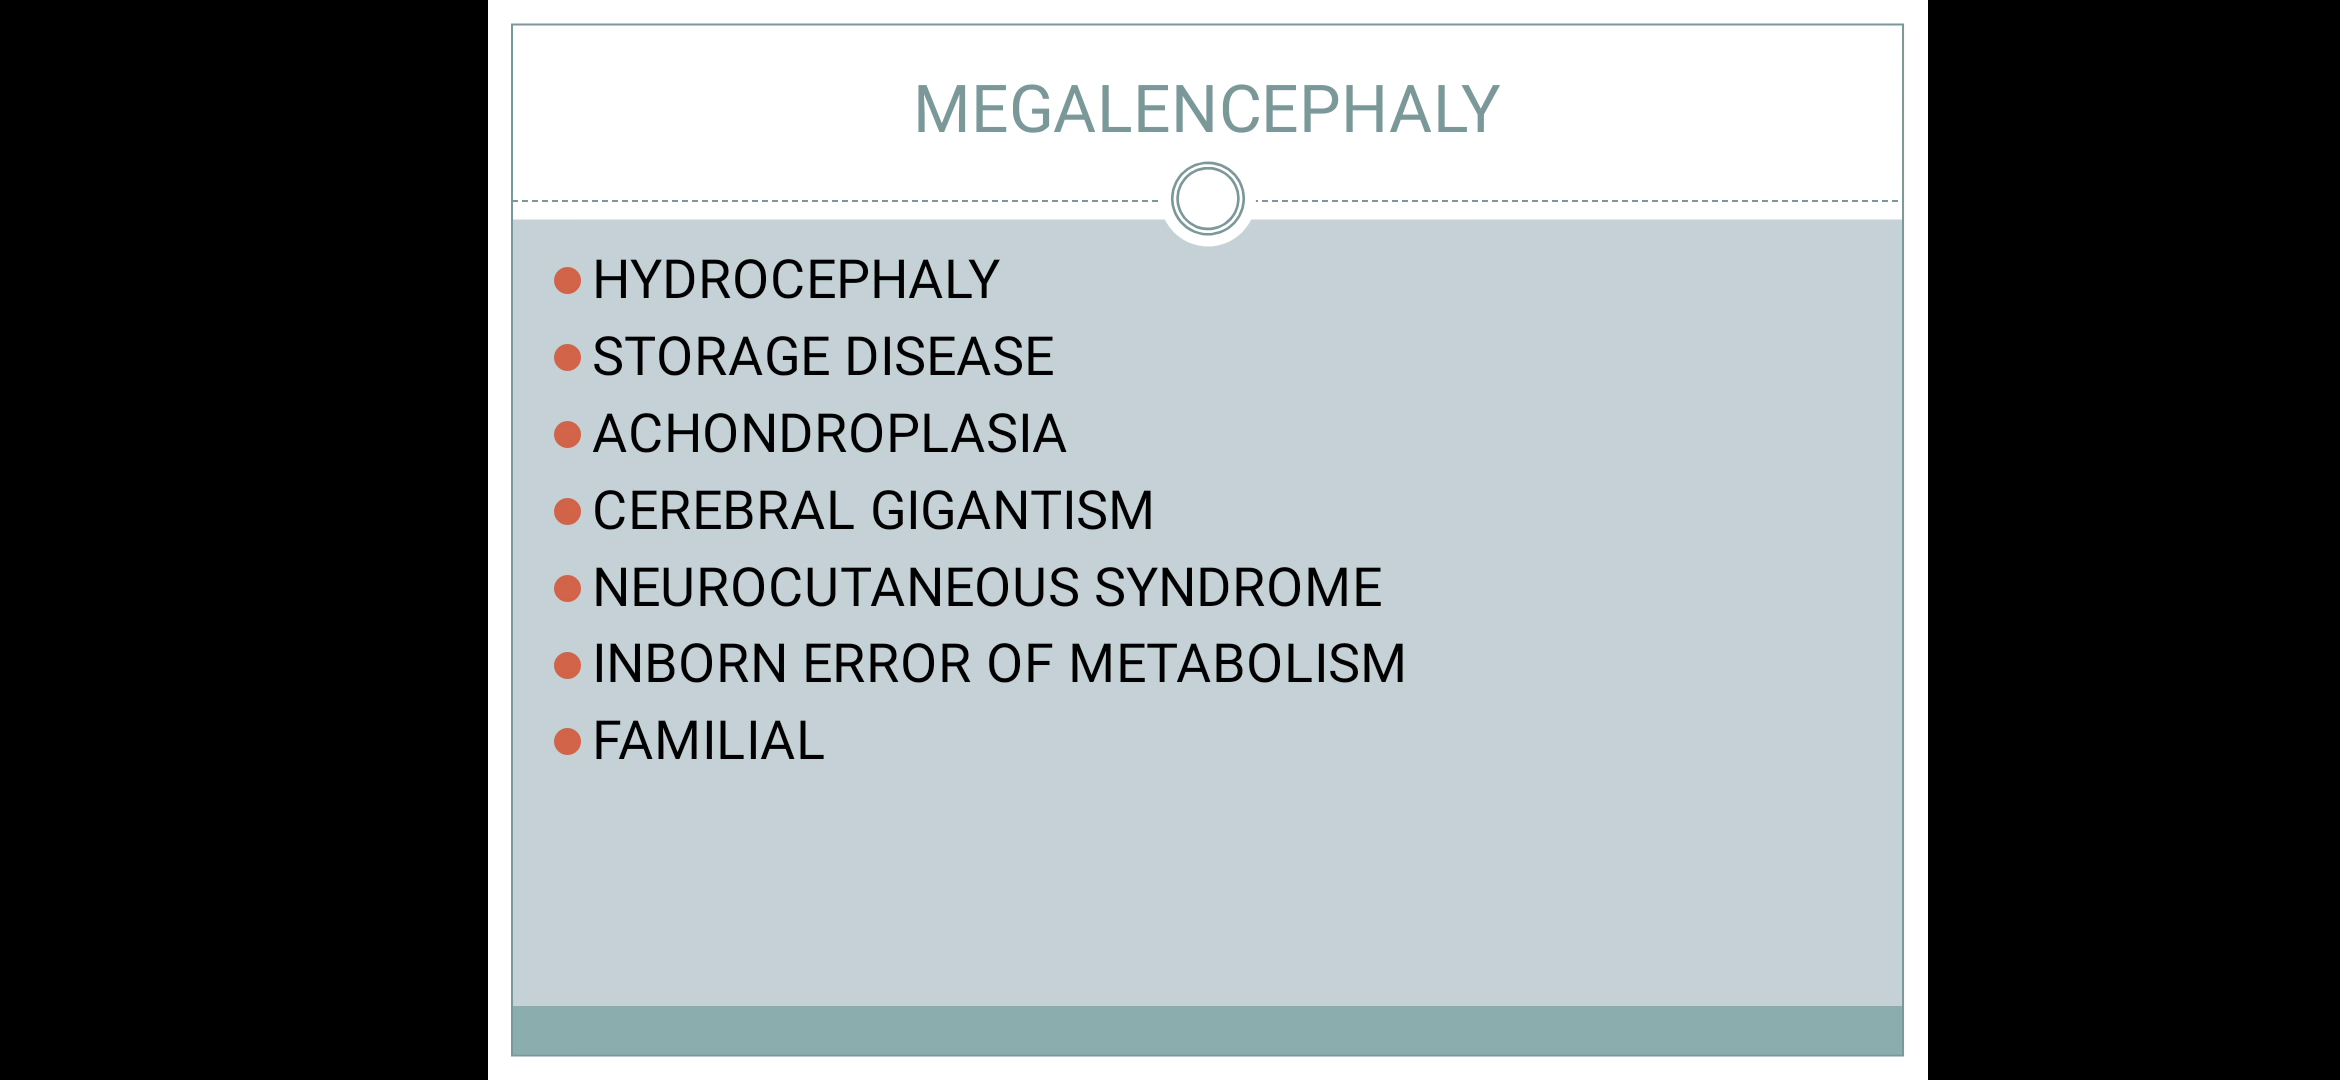 MEGALENCEPHALY
HYDROCEPHALY
STORAGE DISEASE
ACHONDROPLASIA
CEREBRAL GIGANTISM
NEUROCUTANEOUS SYNDROME
INBORN ERROR OF METABOLISM
FAMILIAL